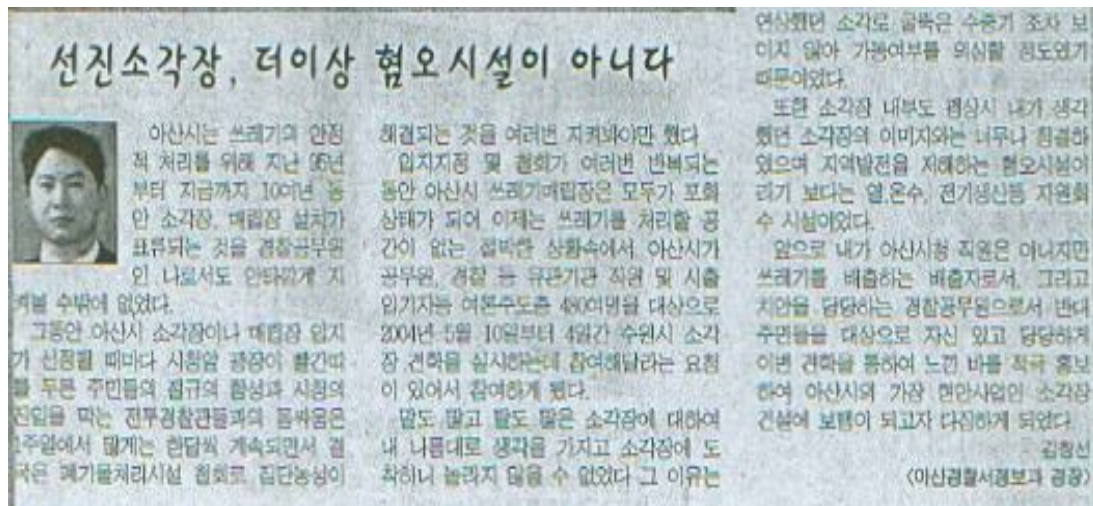 선진소각장, 더이상 혐오시설이 아니다
아산시는 쓰레기의 안정
적 처리를 위해 지난 95년
부터 지금까지 10여년 동
안 소각장, 매립장 설치가
표류되는 것을 경찰공무원
인 나로서도 안타깝게 지
켜볼 수밖에 없었다.
그동안 아산시 소각장이나 매립장 입지
가 선정될 때마다 시청앞 광장이 빨간띠
를 두른 주민들의 절규의 함성과 시청의
진입을 막는 전투경찰관들과의 몸싸움은
1주일에서 많게는 한달씩 계속되면서 결
국은 폐기물처리시설 철회로 집단농성이
해결되는 것을 여러번 지켜봐야만 했다
입지지정 및 철회가 여러번 반복되는
동안 아산시 쓰레기매립장은 모두가 포화
상태가 되어 이제는 쓰레기를 처리할 공
간이 없는 절박한 상황속에서 아산시가
공무원, 경찰 등 유관기관 직원 및 시출
입기자등 여론주도층 480여명을 대상으로
2004년 5월 10일부터 4일간 수원시 소각
장 견학을 실시하는데 참여해달라는 요청
이 있어서 참여하게 됐다.
말도 많고 탈도 많은 소각장에 대하여
내 나름대로 생각을 가지고 소각장에 도
착하니 놀라지 않을 수 없었다 그 이유는
연상했던 소각로 굴뚝은 수증기 조차 보
이지 않아 가동여부를 의심할 정도였기
때문이었다.
또한 소각장 내부도 평상시 내가 생각
했던 소각장의 이미지와는 너무나 청결하
였으며 지역발전을 저해하는 혐오시설이
라기 보다는 열.온수, 전기생산등 자원회
수 시설이었다.
앞으로 내가 아산시청 직원은 아니지만
쓰레기를 배출하는 배출자로서, 그리고
치안을 담당하는 경찰공무원으로서 반대
주민들을 대상으로 자신 있고 당당하게
이번 견학을 통하여 느낀 바를 적극 홍보
하여 아산시의 가장 현안사업인 소각장
건설에 보탬이 되고자 다짐하게 되었다.
김창선
<아산경찰서정보과 경장>